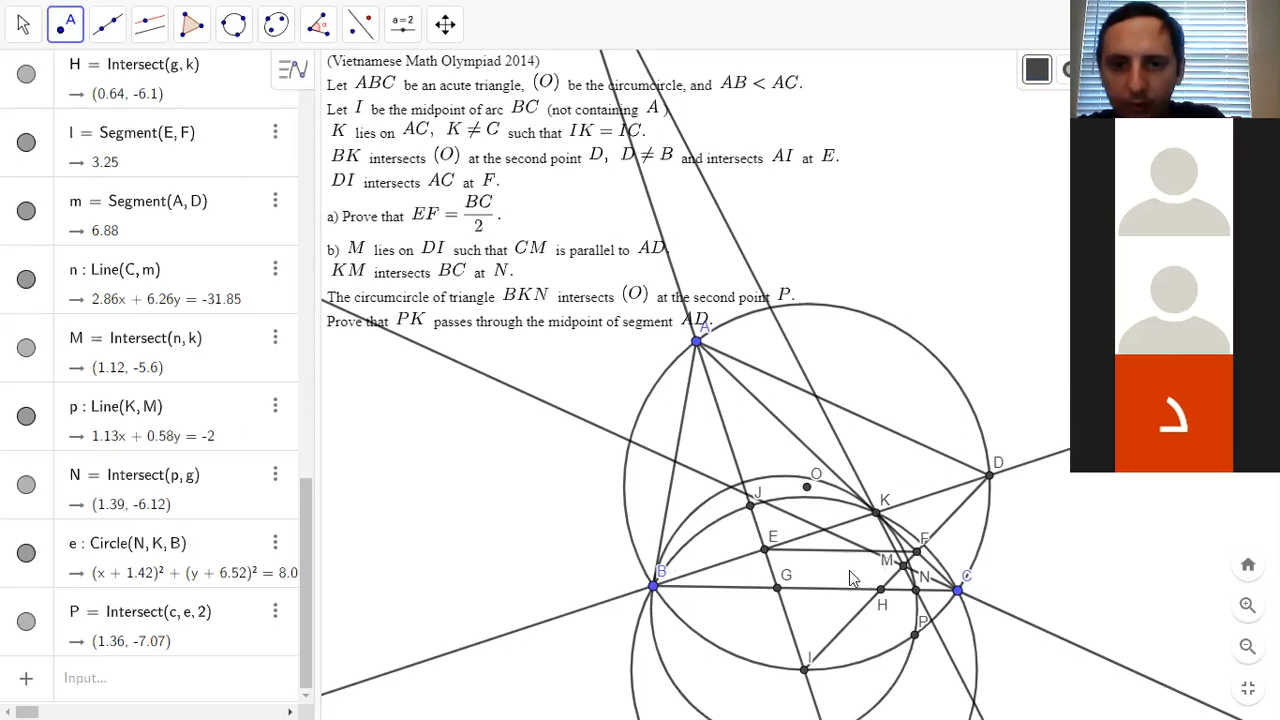 a=2
H = Intersect(g, k)
→ (0.64, -6.1)
l = Segment(E, F)
→ 3.25
m = Segment(A, D)
→ 6.88
n : Line(C, m)
→ 2.86x + 6.26y = -31.85
M = Intersect(n, k)
→ (1.12, -5.6)
p : Line(K, M)
→ 1.13x + 0.58y = -2
N = Intersect(p, g)
→ (1.39, -6.12)
e : Circle(N, K, B)
→ (x + 1.42)² + (y + 6.52)² = 8.0
P = Intersect(c, e, 2)
→ (1.36, -7.07)
Input...
(Vietnamese Math Olympiad 2014)
Let ABC be an acute triangle, (O) be the circumcircle, and AB < AC.
Let I be the midpoint of arc BC (not containing A)
K lies on AC, K ≠ C such that IK = IC.
BK intersects (O) at the second point D, D ≠ B and intersects AI at E.
DI intersects AC at F.
a) Prove that EF = BC/2.
b) M lies on DI such that CM is parallel to AD.
KM intersects BC at N.
The circumcircle of triangle BKN intersects (O) at the second point P.
Prove that PK passes through the midpoint of segment AD.
A
D
O
J
K
E
F
M
B
G
N
C
H
P
I
د